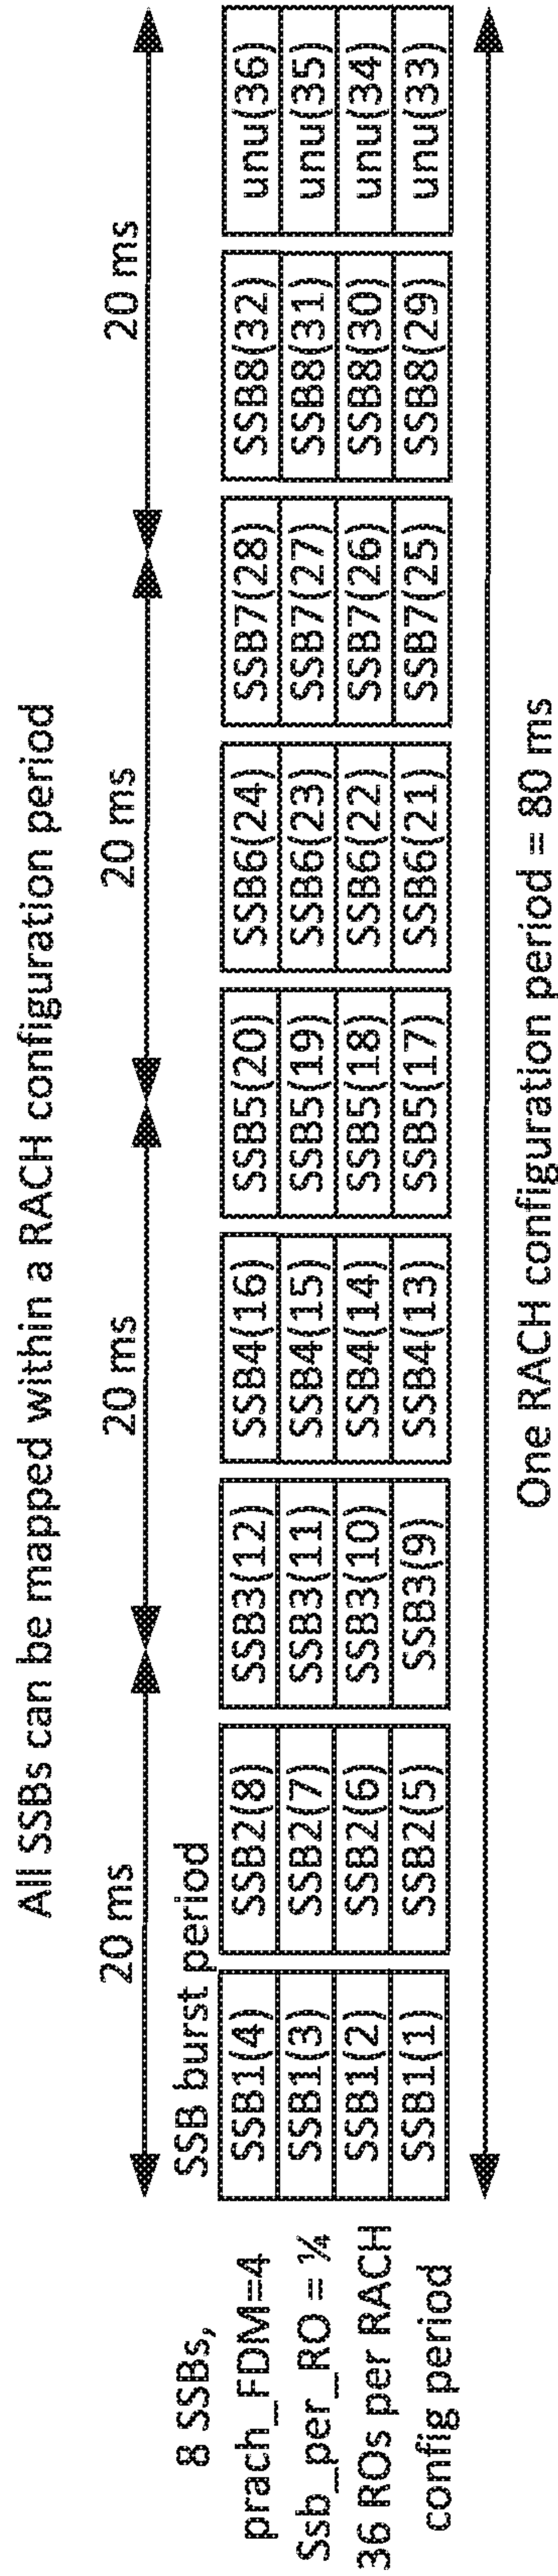 All SSBs can be mapped within a RACH configuration period
20 ms
20 ms
20 ms
20 ms
SSB burst period
8 SSBs,
prach_FDM=4
Ssb_per_RO = ¼
36 ROs per RACH
config period
SSB1(4) SSB2(8) SSB3(12) SSB4(16) SSB5(20) SSB6(24) SSB7(28) SSB8(32) unu(36)
SSB1(3) SSB2(7) SSB3(11) SSB4(15) SSB5(19) SSB6(23) SSB7(27) SSB8(31) unu(35)
SSB1(2) SSB2(6) SSB3(10) SSB4(14) SSB5(18) SSB6(22) SSB7(26) SSB8(30) unu(34)
SSB1(1) SSB2(5) SSB3(9) SSB4(13) SSB5(17) SSB6(21) SSB7(25) SSB8(29) unu(33)
One RACH configuration period = 80 ms